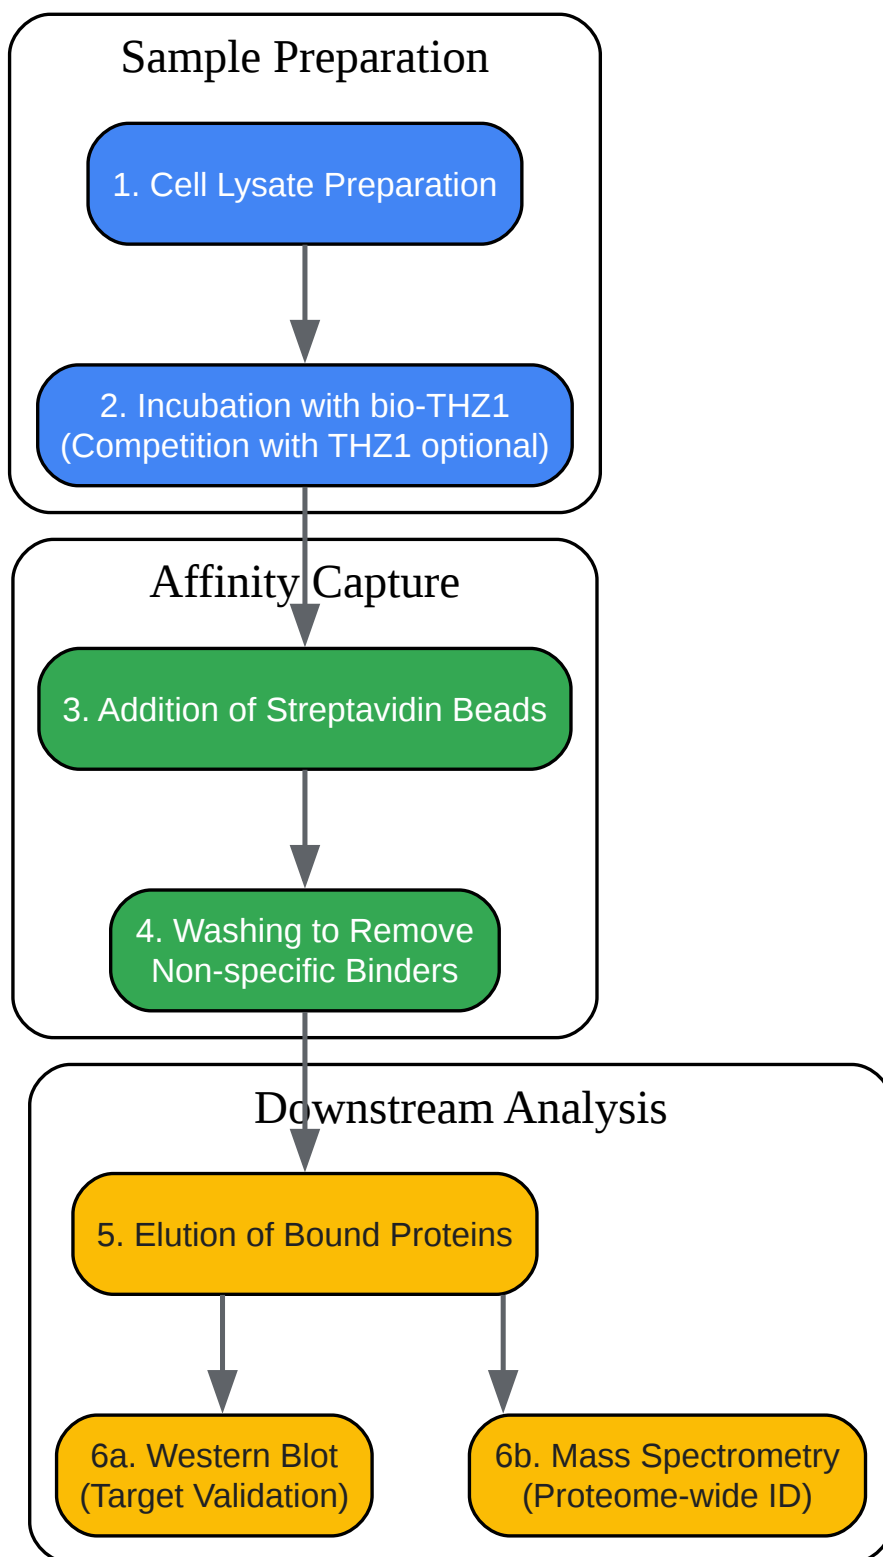 Sample Preparation
1. Cell Lysate Preparation
2. Incubation with bio-THZ1
(Competition with THZ1 optional)
Affinity Capture
3. Addition of Streptavidin Beads
4. Washing to Remove
Non-specific Binders
Downstream Analysis
5. Elution of Bound Proteins
6a. Western Blot
(Target Validation)
6b. Mass Spectrometry
(Proteome-wide ID)